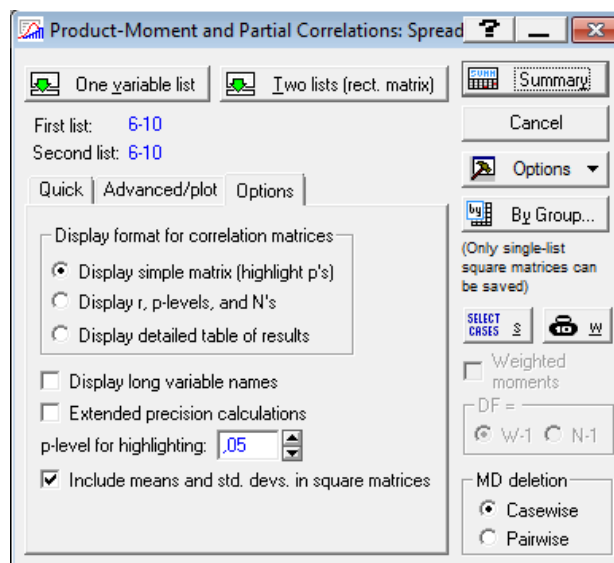 Product-Moment and Partial Correlations: Spread
One variable list
Two lists (rect. matrix)
First list: 6-10
Second list: 6-10
Quick
Advanced/plot
Options
Display format for correlation matrices
Display simple matrix (highlight p's)
Display r, p-levels, and N's
Display detailed table of results
Display long variable names
Extended precision calculations
p-level for highlighting: ,05
Include means and std. devs. in square matrices
SUMM
Summary
Cancel
Options
by
By Group...
(Only single-list
square matrices can
be saved)
SELECT
CASES S
W
Weighted
moments
DF =
W-1 N-1
MD deletion
Casewise
Pairwise